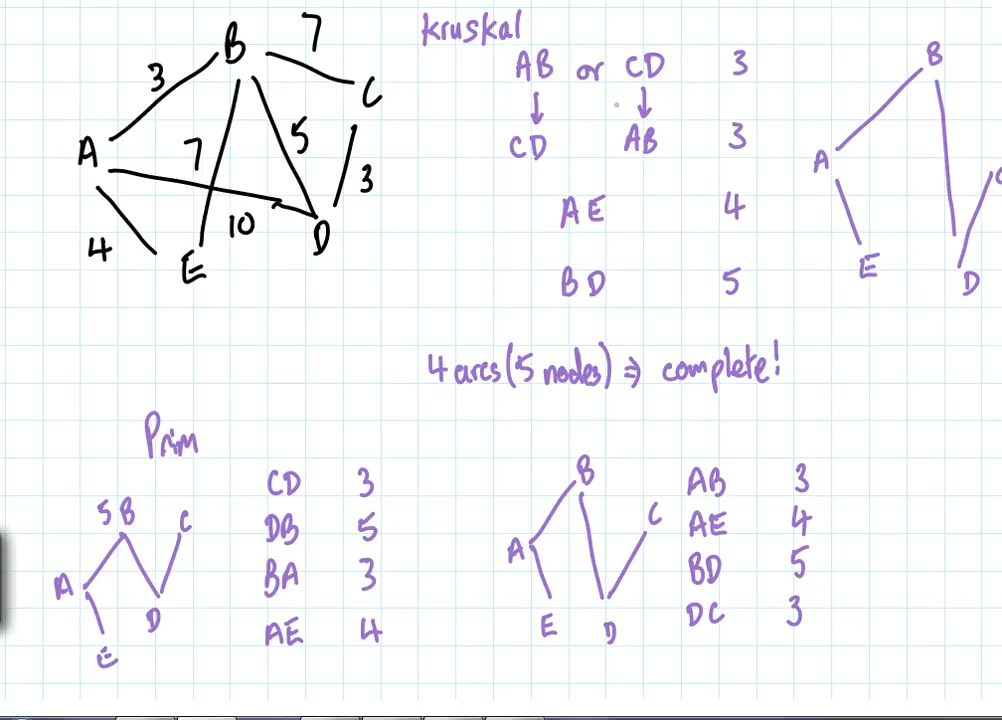 B
7
3
C
A
7
5
3
10
D
4
E
kruskal
AB or CD 3
CD AB 3
AE 4
BD 5
4 arcs (5 nodes) ⇒ complete!
B
A
C
E
D
Prim
CD 3
DB 5
BA 3
AE 4
5 B
C
A
D
E
B
C
A
E
D
AB 3
AE 4
BD 5
DC 3